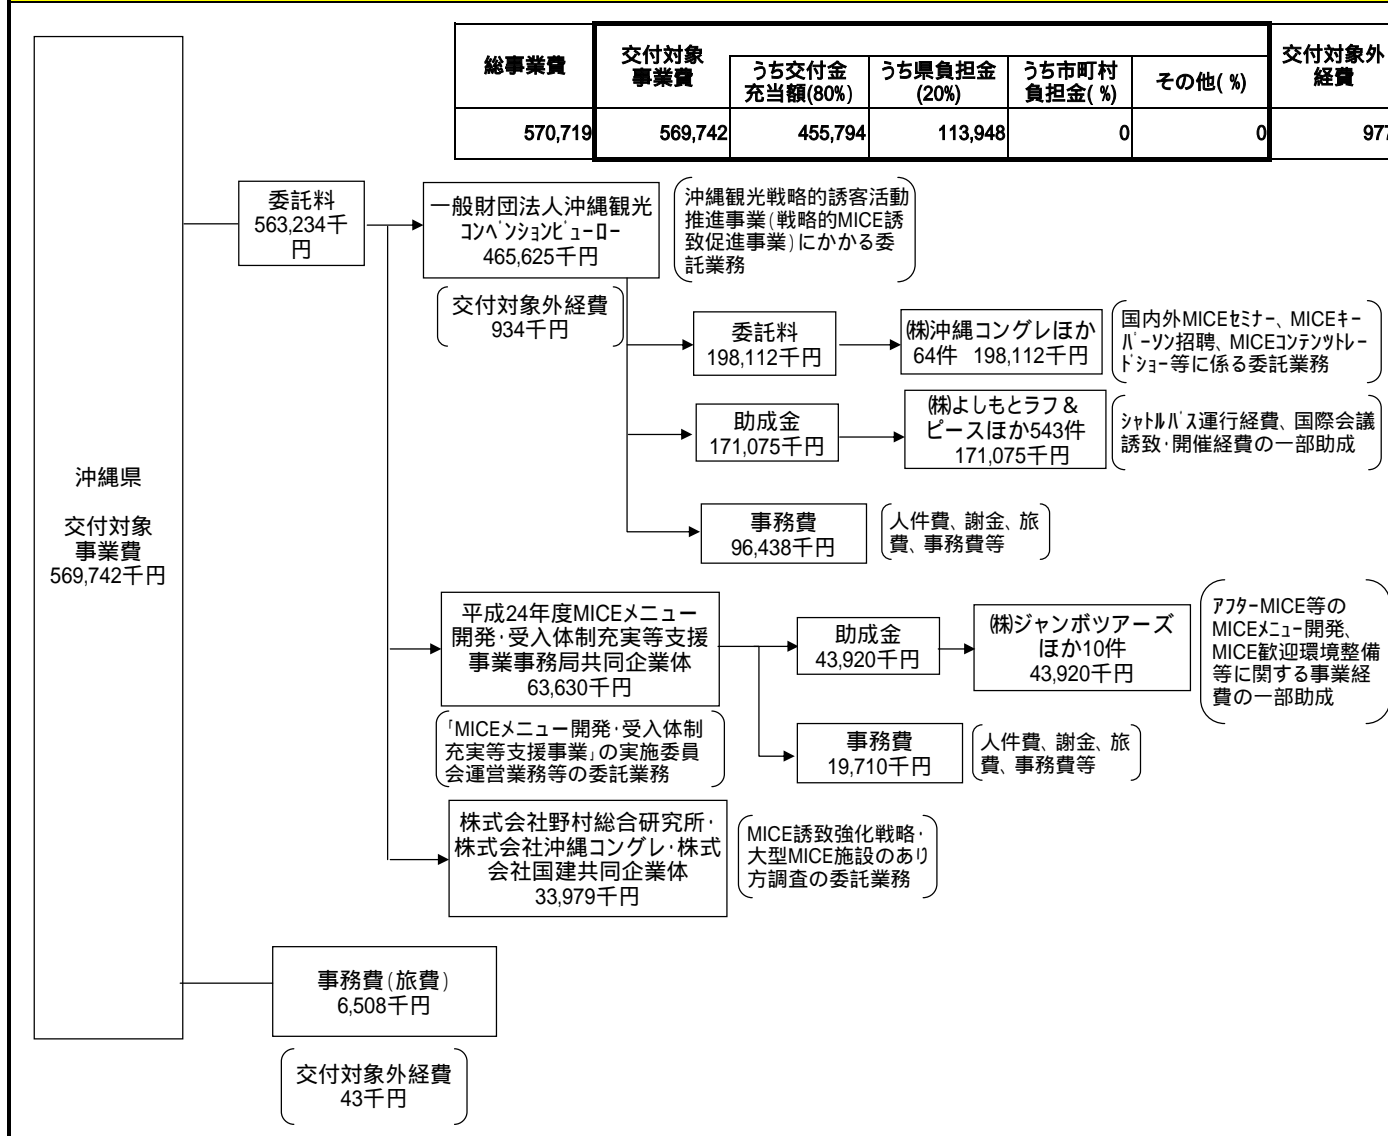 総事業費
交付対象
事業費
うち交付金
充当額(80%)
うち県負担金
(20%)
うち市町村
負担金( %)
その他( %)
交付対象外
経費
570,719
569,742
455,794
113,948
0
0
977
沖縄県
交付対象
事業費
569,742千円
委託料
563,234千
円
一般財団法人沖縄観光
コンベンションビューロー
465,625千円
沖縄観光戦略的誘客活動
推進事業(戦略的MICE誘
致促進事業)にかかる委
託業務
交付対象外経費
934千円
委託料
198,112千円
㈱沖縄コングレほか
64件 198,112千円
国内外MICEセミナー、MICEキー
パーソン招聘、MICEコンテンツトレー
ドショー等に係る委託業務
助成金
171,075千円
㈱よしもとラフ&
ピースほか543件
171,075千円
シャトルバス運行経費、国際会議
誘致・開催経費の一部助成
事務費
96,438千円
人件費、謝金、旅
費、事務費等
平成24年度MICEメニュー
開発・受入体制充実等支援
事業事務局共同企業体
63,630千円
「MICEメニュー開発・受入体制
充実等支援事業」の実施委員
会運営業務等の委託業務
助成金
43,920千円
㈱ジャンボツアーズ
ほか10件
43,920千円
アフターMICE等の
MICEメニュー開発、
MICE歓迎環境整備
等に関する事業経
費の一部助成
事務費
19,710千円
人件費、謝金、旅
費、事務費等
株式会社野村総合研究所・
株式会社沖縄コングレ・株式
会社国建共同企業体
33,979千円
MICE誘致強化戦略・
大型MICE施設のあり
方調査の委託業務
事務費(旅費)
6,508千円
交付対象外経費
43千円